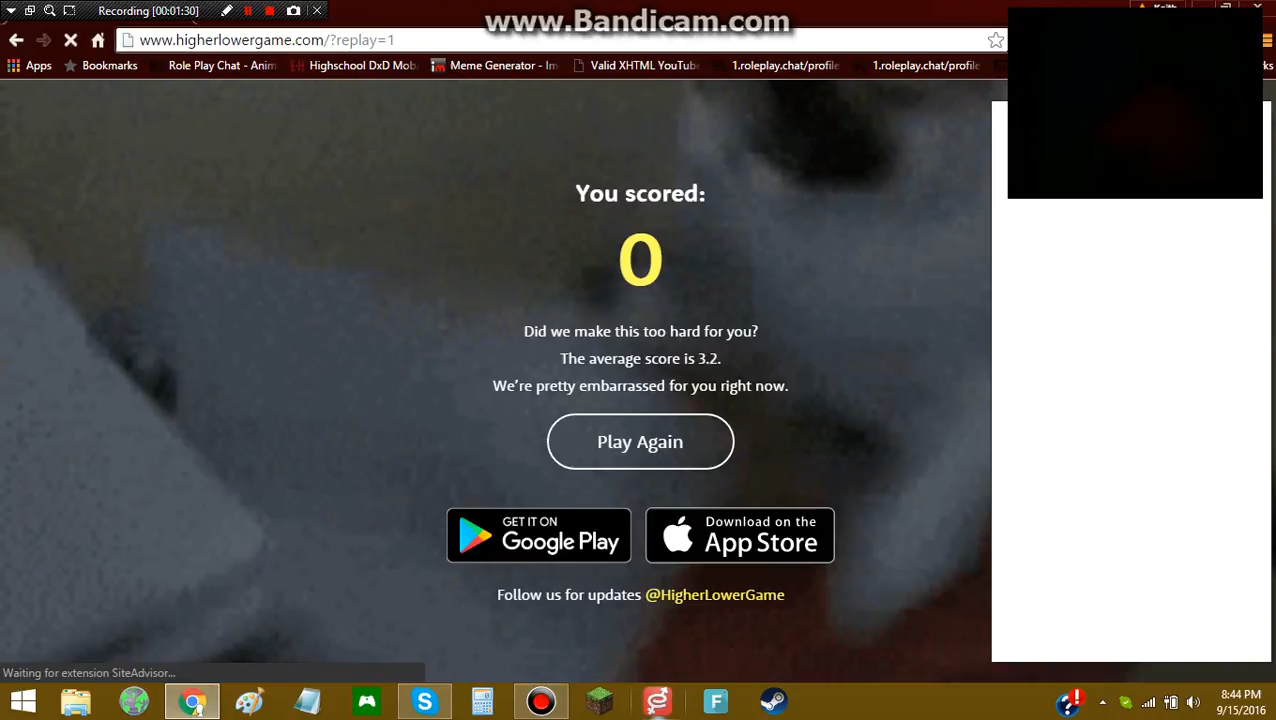 Recording [00:01:30]
www.Bandicam.com
www.higherlowergame.com/?replay=1
Apps
Bookmarks
Role Play Chat - Anim
Highschool DxD Mob
Meme Generator - Im
Valid XHTML YouTub
1.roleplay.chat/profile
1.roleplay.chat/profile
You scored:
0
Did we make this too hard for you?
The average score is 3.2.
We're pretty embarrassed for you right now.
Play Again
GET IT ON
Google Play
Download on the
App Store
Follow us for updates @HigherLowerGame
Waiting for extension SiteAdvisor...
8:44 PM
9/15/2016